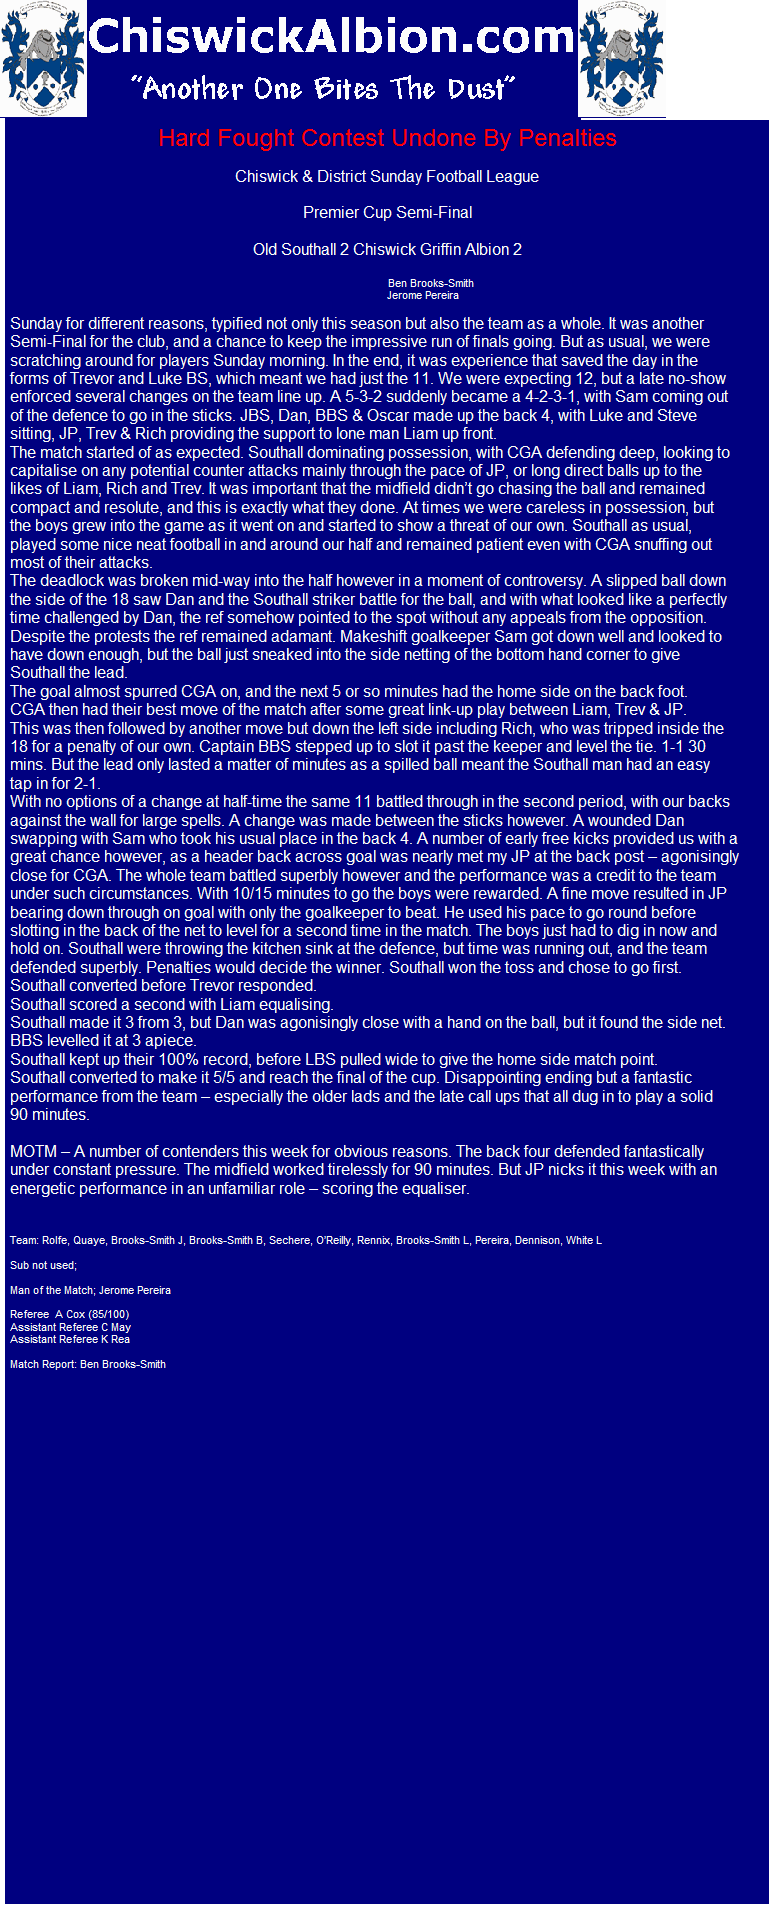 ChiswickAlbion.com
“Another One Bites The Dust”
Hard Fought Contest Undone By Penalties
Chiswick & District Sunday Football League
Premier Cup Semi-Final
Old Southall 2 Chiswick Griffin Albion 2
Ben Brooks-Smith
Jerome Pereira
Sunday for different reasons, typified not only this season but also the team as a whole. It was another
Semi-Final for the club, and a chance to keep the impressive run of finals going. But as usual, we were
scratching around for players Sunday morning. In the end, it was experience that saved the day in the
forms of Trevor and Luke BS, which meant we had just the 11. We were expecting 12, but a late no-show
enforced several changes on the team line up. A 5-3-2 suddenly became a 4-2-3-1, with Sam coming out
of the defence to go in the sticks. JBS, Dan, BBS & Oscar made up the back 4, with Luke and Steve
sitting, JP, Trev & Rich providing the support to lone man Liam up front.
The match started of as expected. Southall dominating possession, with CGA defending deep, looking to
capitalise on any potential counter attacks mainly through the pace of JP, or long direct balls up to the
likes of Liam, Rich and Trev. It was important that the midfield didn’t go chasing the ball and remained
compact and resolute, and this is exactly what they done. At times we were careless in possession, but
the boys grew into the game as it went on and started to show a threat of our own. Southall as usual,
played some nice neat football in and around our half and remained patient even with CGA snuffing out
most of their attacks.
The deadlock was broken mid-way into the half however in a moment of controversy. A slipped ball down
the side of the 18 saw Dan and the Southall striker battle for the ball, and with what looked like a perfectly
time challenged by Dan, the ref somehow pointed to the spot without any appeals from the opposition.
Despite the protests the ref remained adamant. Makeshift goalkeeper Sam got down well and looked to
have down enough, but the ball just sneaked into the side netting of the bottom hand corner to give
Southall the lead.
The goal almost spurred CGA on, and the next 5 or so minutes had the home side on the back foot.
CGA then had their best move of the match after some great link-up play between Liam, Trev & JP.
This was then followed by another move but down the left side including Rich, who was tripped inside the
18 for a penalty of our own. Captain BBS stepped up to slot it past the keeper and level the tie. 1-1 30
mins. But the lead only lasted a matter of minutes as a spilled ball meant the Southall man had an easy
tap in for 2-1.
With no options of a change at half-time the same 11 battled through in the second period, with our backs
against the wall for large spells. A change was made between the sticks however. A wounded Dan
swapping with Sam who took his usual place in the back 4. A number of early free kicks provided us with a
great chance however, as a header back across goal was nearly met my JP at the back post – agonisingly
close for CGA. The whole team battled superbly however and the performance was a credit to the team
under such circumstances. With 10/15 minutes to go the boys were rewarded. A fine move resulted in JP
bearing down through on goal with only the goalkeeper to beat. He used his pace to go round before
slotting in the back of the net to level for a second time in the match. The boys just had to dig in now and
hold on. Southall were throwing the kitchen sink at the defence, but time was running out, and the team
defended superbly. Penalties would decide the winner. Southall won the toss and chose to go first.
Southall converted before Trevor responded.
Southall scored a second with Liam equalising.
Southall made it 3 from 3, but Dan was agonisingly close with a hand on the ball, but it found the side net.
BBS levelled it at 3 apiece.
Southall kept up their 100% record, before LBS pulled wide to give the home side match point.
Southall converted to make it 5/5 and reach the final of the cup. Disappointing ending but a fantastic
performance from the team – especially the older lads and the late call ups that all dug in to play a solid
90 minutes.
MOTM – A number of contenders this week for obvious reasons. The back four defended fantastically
under constant pressure. The midfield worked tirelessly for 90 minutes. But JP nicks it this week with an
energetic performance in an unfamiliar role – scoring the equaliser.
Team: Rolfe, Quaye, Brooks-Smith J, Brooks-Smith B, Sechere, O'Reilly, Rennix, Brooks-Smith L, Pereira, Dennison, White L
Sub not used;
Man of the Match; Jerome Pereira
Referee A Cox (85/100)
Assistant Referee C May
Assistant Referee K Rea
Match Report: Ben Brooks-Smith